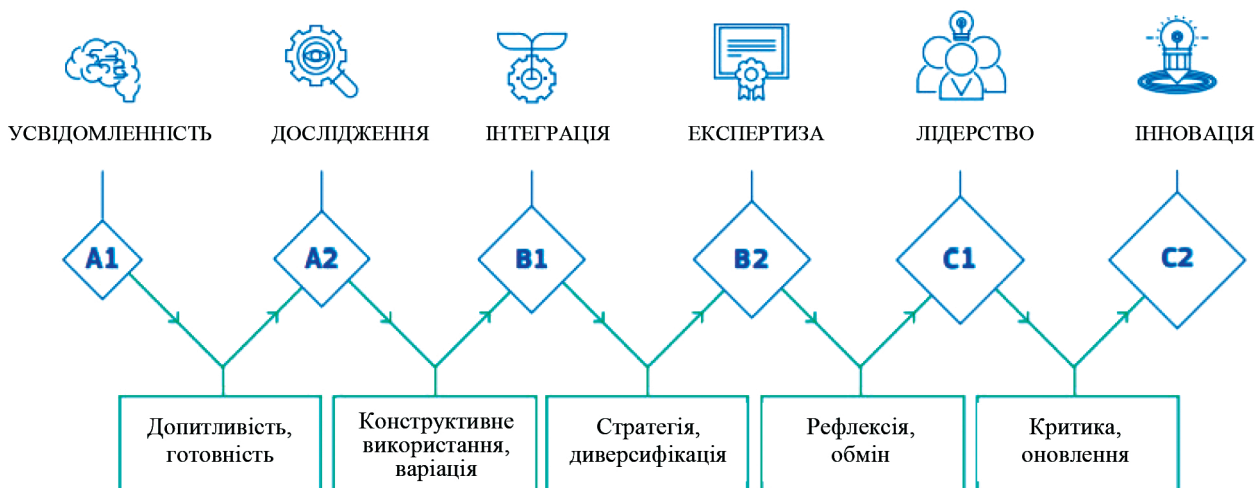 УСВІДОМЛЕННІСТЬ ДОСЛІДЖЕННЯ ІНТЕГРАЦІЯ ЕКСПЕРТИЗА ЛІДЕРСТВО ІННОВАЦІЯ
A1 A2 B1 B2 C1 C2
Допитливість,
готовність
Конструктивне
використання,
варіація
Стратегія,
диверсифікація
Рефлексія,
обмін
Критика,
оновлення